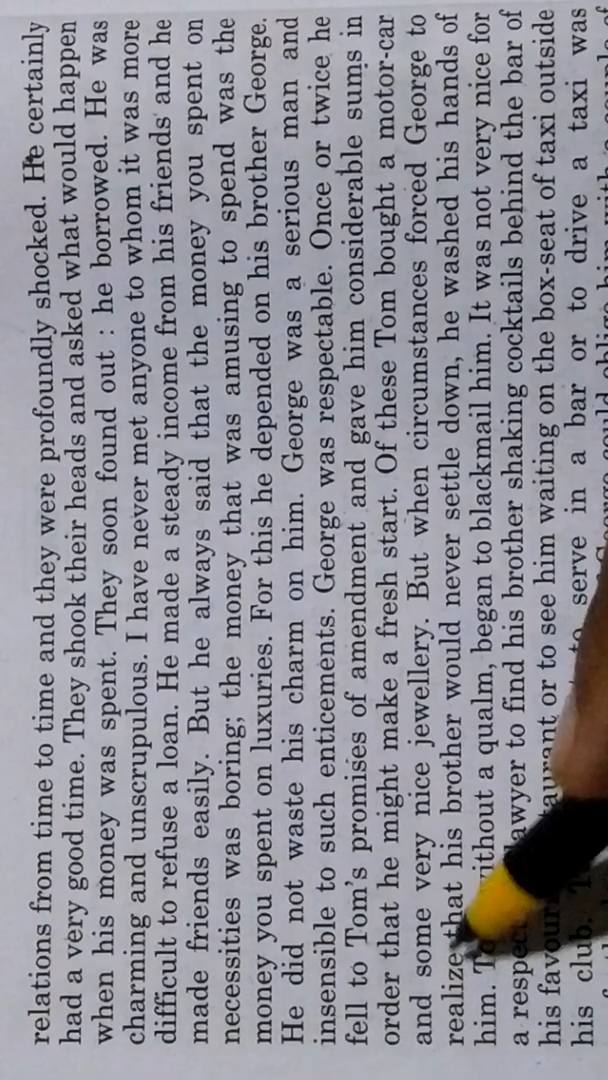 relations from time to time and they were profoundly shocked. He certainly
had a very good time. They shook their heads and asked what would happen
when his money was spent. They soon found out : he borrowed. He was
charming and unscrupulous. I have never met anyone to whom it was more
difficult to refuse a loan. He made a steady income from his friends and he
made friends easily. But he always said that the money you spent on
necessities was boring; the money that was amusing to spend was the
money you spent on luxuries. For this he depended on his brother George.
He did not waste his charm on him. George was a serious man and
insensible to such enticements. George was respectable. Once or twice he
fell to Tom's promises of amendment and gave him considerable sums in
order that he might make a fresh start. Of these Tom bought a motor-car
and some very nice jewellery. But when circumstances forced George to
realize that his brother would never settle down, he washed his hands of
him. without a qualm, began to blackmail him. It was not very nice for
a lawyer to find his brother shaking cocktails behind the bar of
his or to see him waiting on the box-seat of taxi outside
his club. serve in a bar or to drive a taxi was